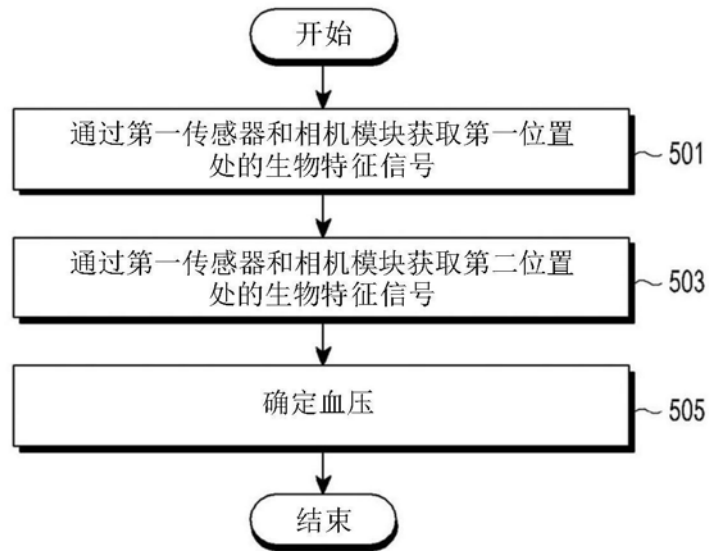 开始
通过第一传感器和相机模块获取第一位置
处的生物特征信号
501
通过第一传感器和相机模块获取第二位置
处的生物特征信号
503
确定血压
505
结束